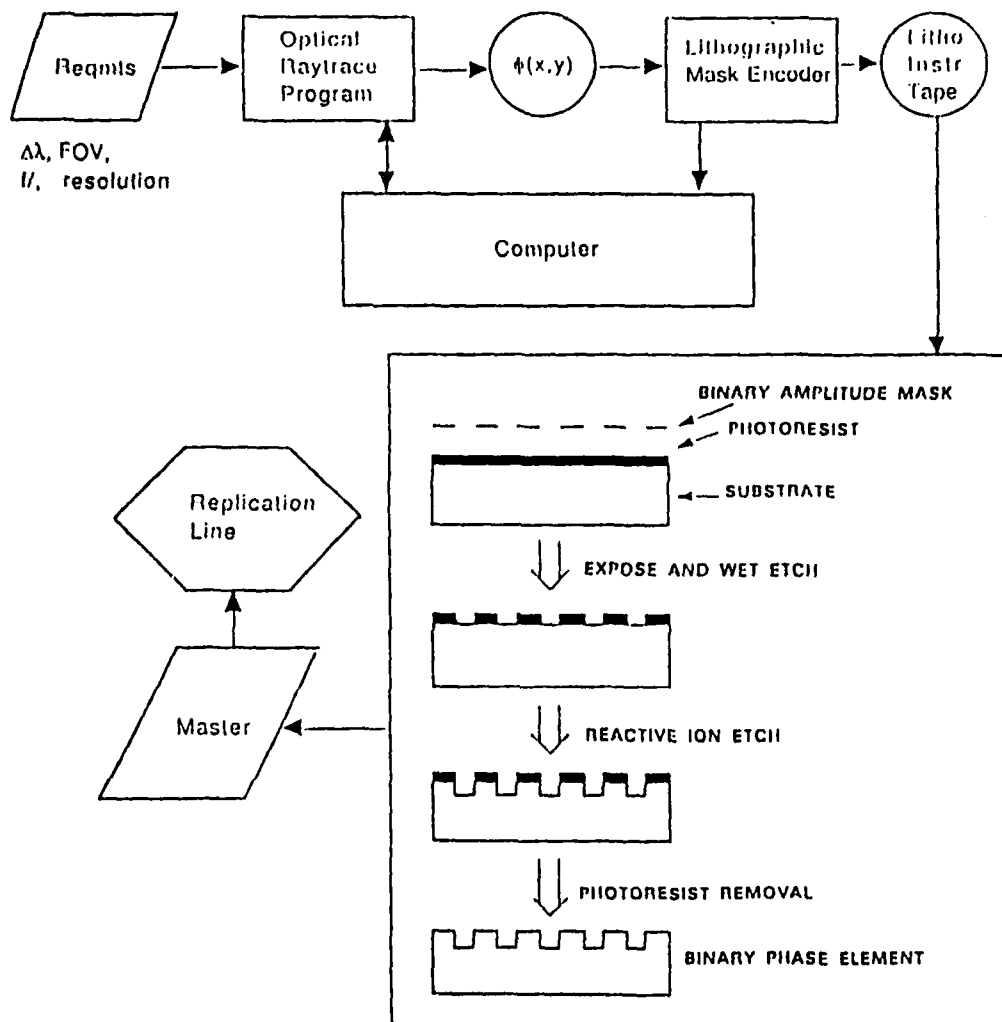 Reqmts
Optical
Raytrace
Program
ϕ(x,y)
Lithographic
Mask Encoder
Litho
Instr
Tape
Δλ, FOV,
f/, resolution
Computer
BINARY AMPLITUDE MASK
PHOTORESIST
SUBSTRATE
EXPOSE AND WET ETCH
Replication
Line
REACTIVE ION ETCH
Master
PHOTORESIST REMOVAL
BINARY PHASE ELEMENT